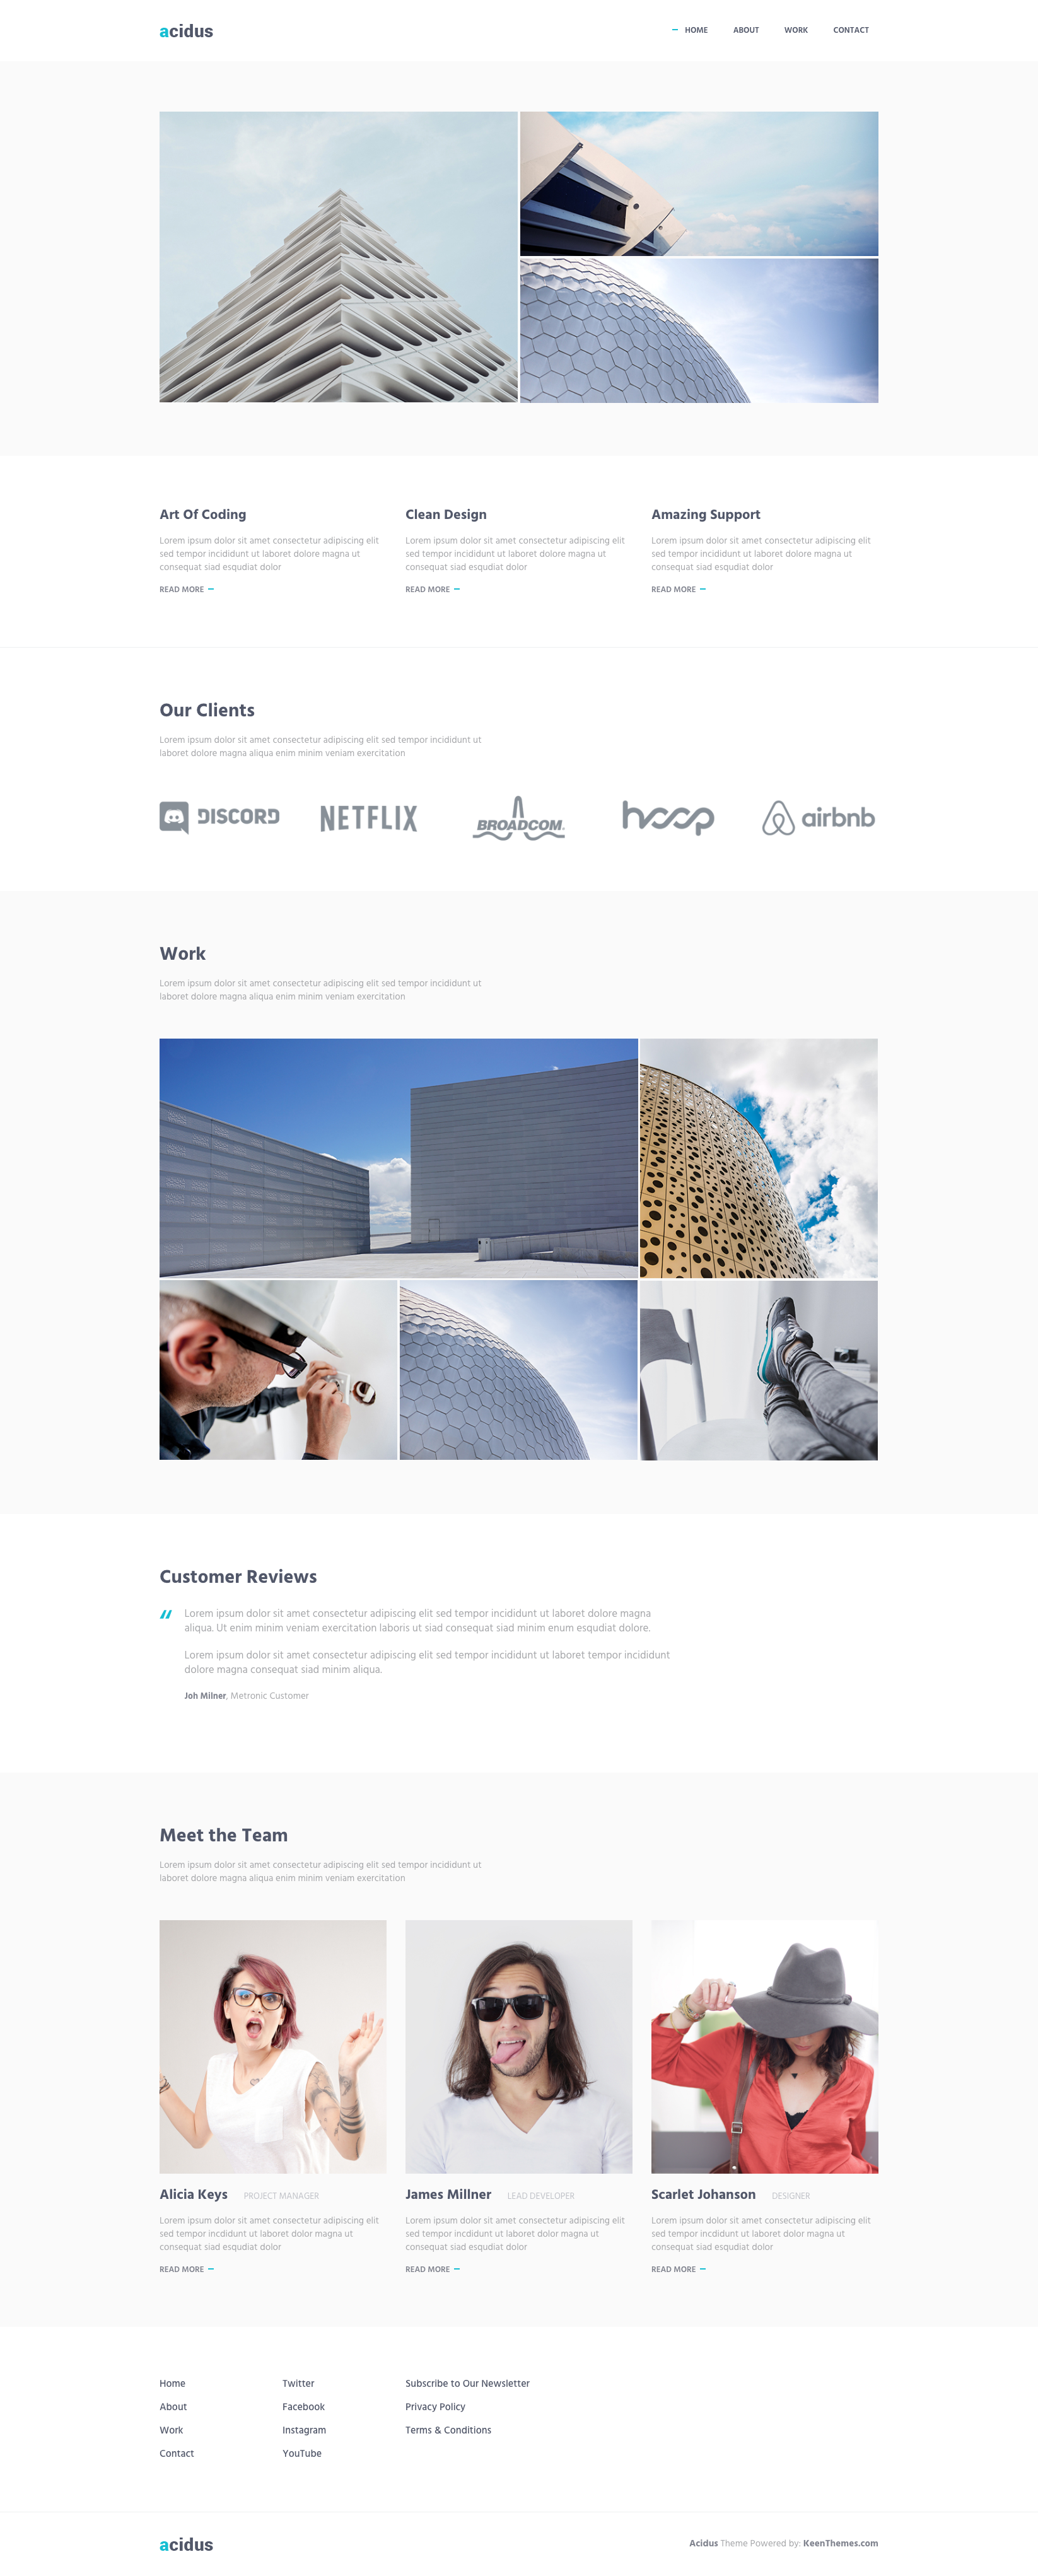 acidus
HOME ABOUT WORK CONTACT
Art Of Coding
Lorem ipsum dolor sit amet consectetur adipiscing elit
sed tempor incididunt ut laboret dolore magna ut
consequat siad esqudiat dolor
READ MORE
Clean Design
Lorem ipsum dolor sit amet consectetur adipiscing elit
sed tempor incididunt ut laboret dolore magna ut
consequat siad esqudiat dolor
READ MORE
Amazing Support
Lorem ipsum dolor sit amet consectetur adipiscing elit
sed tempor incididunt ut laboret dolore magna ut
consequat siad esqudiat dolor
READ MORE
Our Clients
Lorem ipsum dolor sit amet consectetur adipiscing elit sed tempor incididunt ut
laboret dolore magna aliqua enim minim veniam exercitation
DISCORD NETFLIX BROADCOM. hoop airbnb
Work
Lorem ipsum dolor sit amet consectetur adipiscing elit sed tempor incididunt ut
laboret dolore magna aliqua enim minim veniam exercitation
Customer Reviews
Lorem ipsum dolor sit amet consectetur adipiscing elit sed tempor incididunt ut laboret dolore magna
aliqua. Ut enim minim veniam exercitation laboris ut siad consequat siad minim enum esqudiat dolore.
Lorem ipsum dolor sit amet consectetur adipiscing elit sed tempor incididunt ut laboret tempor incididunt
dolore magna consequat siad minim aliqua.
Joh Milner, Metronic Customer
Meet the Team
Lorem ipsum dolor sit amet consectetur adipiscing elit sed tempor incididunt ut
laboret dolore magna aliqua enim minim veniam exercitation
Alicia Keys PROJECT MANAGER
Lorem ipsum dolor sit amet consectetur adipiscing elit
sed tempor incdidunt ut laboret dolor magna ut
consequat siad esqudiat dolor
READ MORE
James Millner LEAD DEVELOPER
Lorem ipsum dolor sit amet consectetur adipiscing elit
sed tempor incdidunt ut laboret dolor magna ut
consequat siad esqudiat dolor
READ MORE
Scarlet Johanson DESIGNER
Lorem ipsum dolor sit amet consectetur adipiscing elit
sed tempor incdidunt ut laboret dolor magna ut
consequat siad esqudiat dolor
READ MORE
Home
About
Work
Contact
Twitter
Facebook
Instagram
YouTube
Subscribe to Our Newsletter
Privacy Policy
Terms & Conditions
acidus
Acidus Theme Powered by: KeenThemes.com